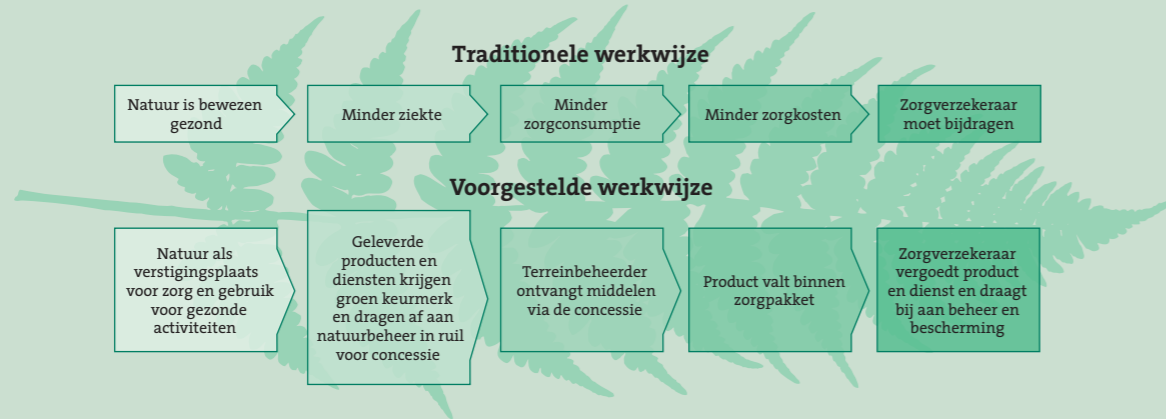 Traditionele werkwijze
Natuur is bewezen
gezond
Minder ziekte
Minder
zorgconsumptie
Minder zorgkosten
Zorgverzekeraar
moet bijdragen
Voorgestelde werkwijze
Natuur als
verstigingsplaats
voor zorg en gebruik
voor gezonde
activiteiten
Geleverde
producten en
diensten krijgen
groen keurmerk
en dragen af aan
natuurbeheer in ruil
voor concessie
Terreinbeheerder
ontvangt middelen
via de concessie
Product valt binnen
zorgpakket
Zorgverzekeraar
vergoedt product
en dienst en draagt
bij aan beheer en
bescherming